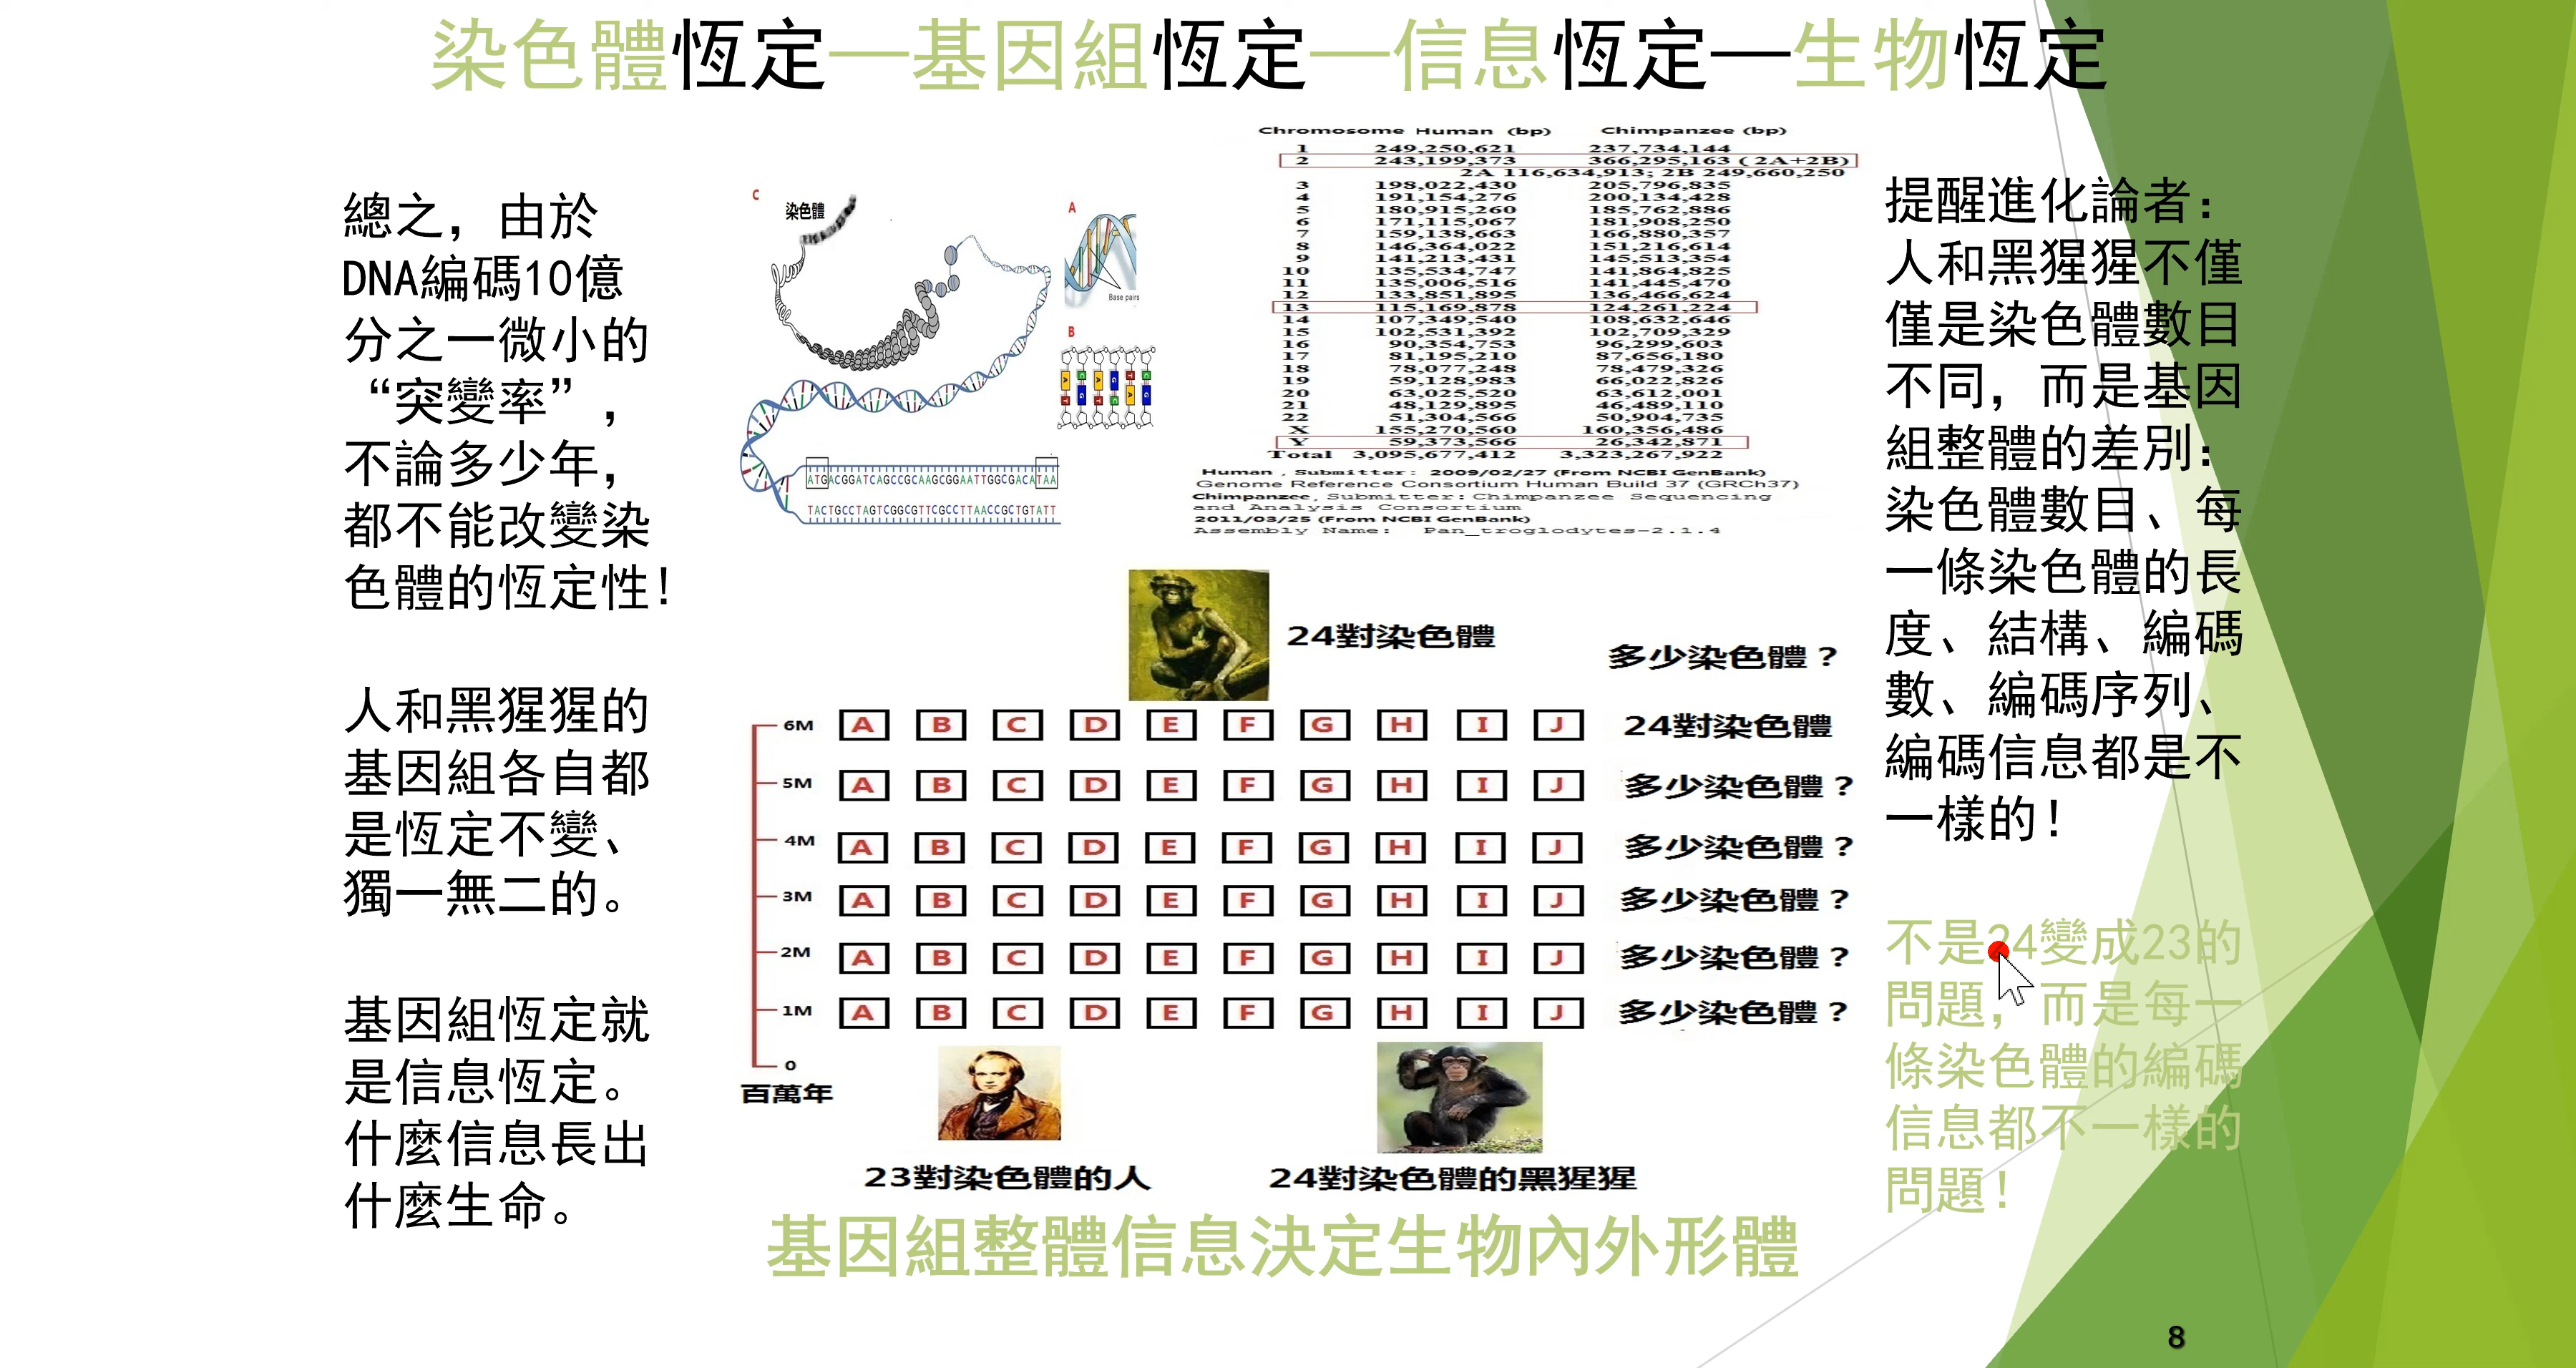 染色體恆定—基因組恆定—信息恆定—生物恆定
總之，由於
DNA編碼10億
分之一微小的
“突變率”，
不論多少年，
都不能改變染
色體的恆定性！
人和黑猩猩的
基因組各自都
是恆定不變、
獨一無二的。
基因組恆定就
是信息恆定。
什麼信息長出
什麼生命。
C
染色體
A
Base pairs
B
A C A G T C
T G T C A G
ATGACGGATCAGCCGCAAGCGGAATTGGCGACATAA
TACTGCCTAGTCGGCGTTCGCCTTAACCGCTGTATT
Chromosome Human (bp) Chimpanzee (bp)
1 249,250,621 237,734,144
2 243,199,373 366,295,163 ( 2A+2B)
2A 116,634,913; 2B 249,660,250
3 198,022,430 205,796,835
4 191,154,276 200,134,428
5 180,915,260 185,762,886
6 171,115,067 181,908,250
7 159,138,663 166,880,357
8 146,364,022 151,216,614
9 141,213,431 145,513,354
10 135,534,747 141,864,825
11 135,006,516 141,445,470
12 133,851,895 136,466,624
13 115,169,878 124,261,224
14 107,349,540 108,632,646
15 102,531,392 102,709,329
16 90,354,753 96,299,603
17 81,195,210 87,656,180
18 78,077,248 78,479,326
19 59,128,983 66,022,826
20 63,025,520 63,612,001
21 48,129,895 46,489,110
22 51,304,566 50,904,735
X 155,270,560 160,356,486
Y 59,373,566 26,342,871
Total 3,095,677,412 3,323,267,922
Human , Submitter: 2009/02/27 (From NCBI GenBank)
Genome Reference Consortium Human Build 37 (GRCh37)
Chimpanzee, Submitter: Chimpanzee Sequencing
and Analysis Consortium
2011/03/25 (From NCBI GenBank)
Assembly Name: Pan_troglodytes-2.1.4
24對染色體
多少染色體？
6M A B C D E F G H I J 24對染色體
5M A B C D E F G H I J 多少染色體？
4M A B C D E F G H I J 多少染色體？
3M A B C D E F G H I J 多少染色體？
2M A B C D E F G H I J 多少染色體？
1M A B C D E F G H I J 多少染色體？
0
百萬年
23對染色體的人
24對染色體的黑猩猩
基因組整體信息決定生物內外形體
提醒進化論者：
人和黑猩猩不僅
僅是染色體數目
不同，而是基因
組整體的差別：
染色體數目、每
一條染色體的長
度、結構、編碼
數、編碼序列、
編碼信息都是不
一樣的！
不是24變成23的
問題，而是每一
條染色體的編碼
信息都不一樣的
問題！
8